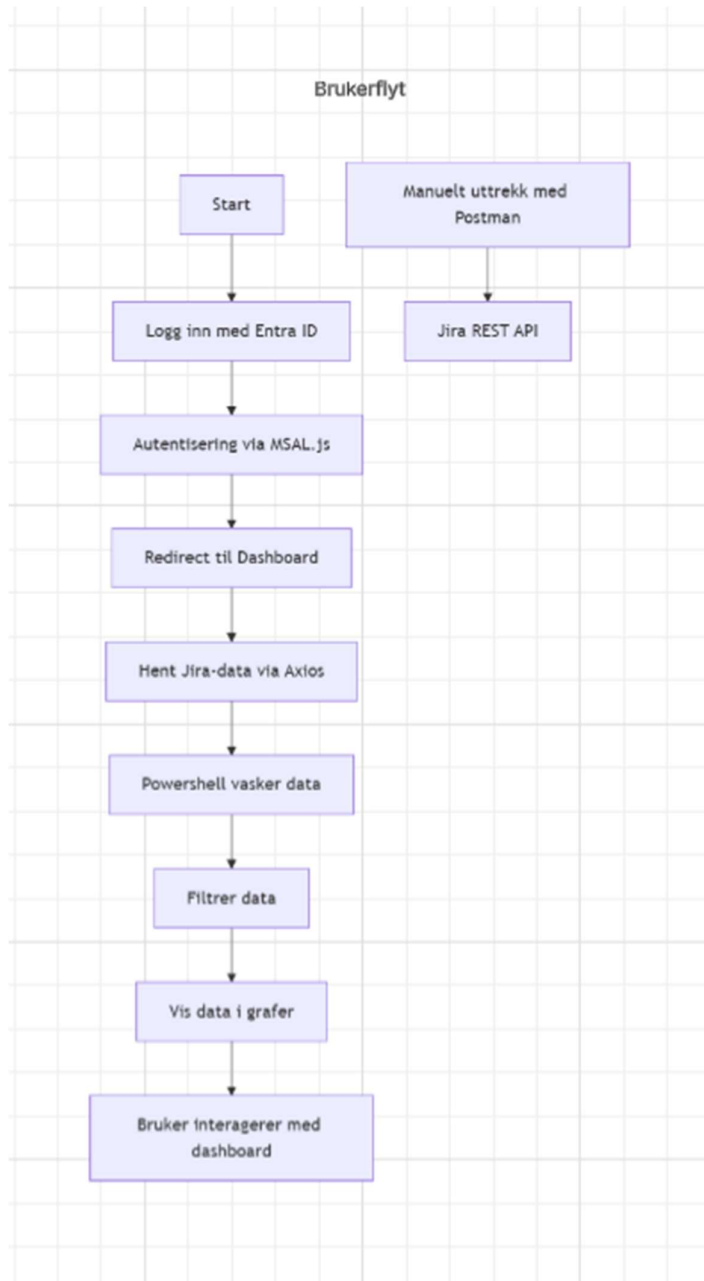 Brukerflyt
Start
Manuelt uttrekk med
Postman
Logg inn med Entra ID
Jira REST API
Autentisering via MSAL.js
Redirect til Dashboard
Hent Jira-data via Axios
Powershell vasker data
Filtrer data
Vis data i grafer
Bruker interagerer med
dashboard